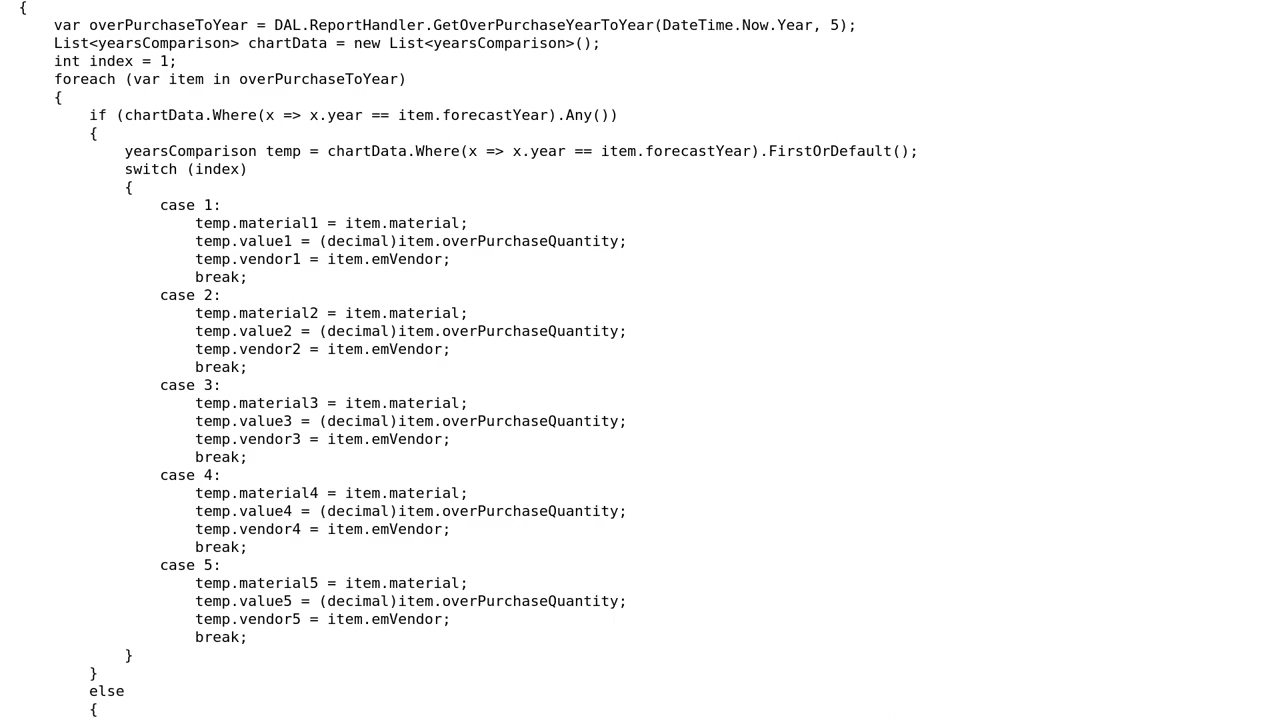 {
    var overPurchaseToYear = DAL.ReportHandler.GetOverPurchaseYearToYear(DateTime.Now.Year, 5);
    List<yearsComparison> chartData = new List<yearsComparison>();
    int index = 1;
    foreach (var item in overPurchaseToYear)
    {
        if (chartData.Where(x => x.year == item.forecastYear).Any())
        {
            yearsComparison temp = chartData.Where(x => x.year == item.forecastYear).FirstOrDefault();
            switch (index)
            {
                case 1:
                    temp.material1 = item.material;
                    temp.value1 = (decimal)item.overPurchaseQuantity;
                    temp.vendor1 = item.emVendor;
                    break;
                case 2:
                    temp.material2 = item.material;
                    temp.value2 = (decimal)item.overPurchaseQuantity;
                    temp.vendor2 = item.emVendor;
                    break;
                case 3:
                    temp.material3 = item.material;
                    temp.value3 = (decimal)item.overPurchaseQuantity;
                    temp.vendor3 = item.emVendor;
                    break;
                case 4:
                    temp.material4 = item.material;
                    temp.value4 = (decimal)item.overPurchaseQuantity;
                    temp.vendor4 = item.emVendor;
                    break;
                case 5:
                    temp.material5 = item.material;
                    temp.value5 = (decimal)item.overPurchaseQuantity;
                    temp.vendor5 = item.emVendor;
                    break;
            }
        }
        else
        {